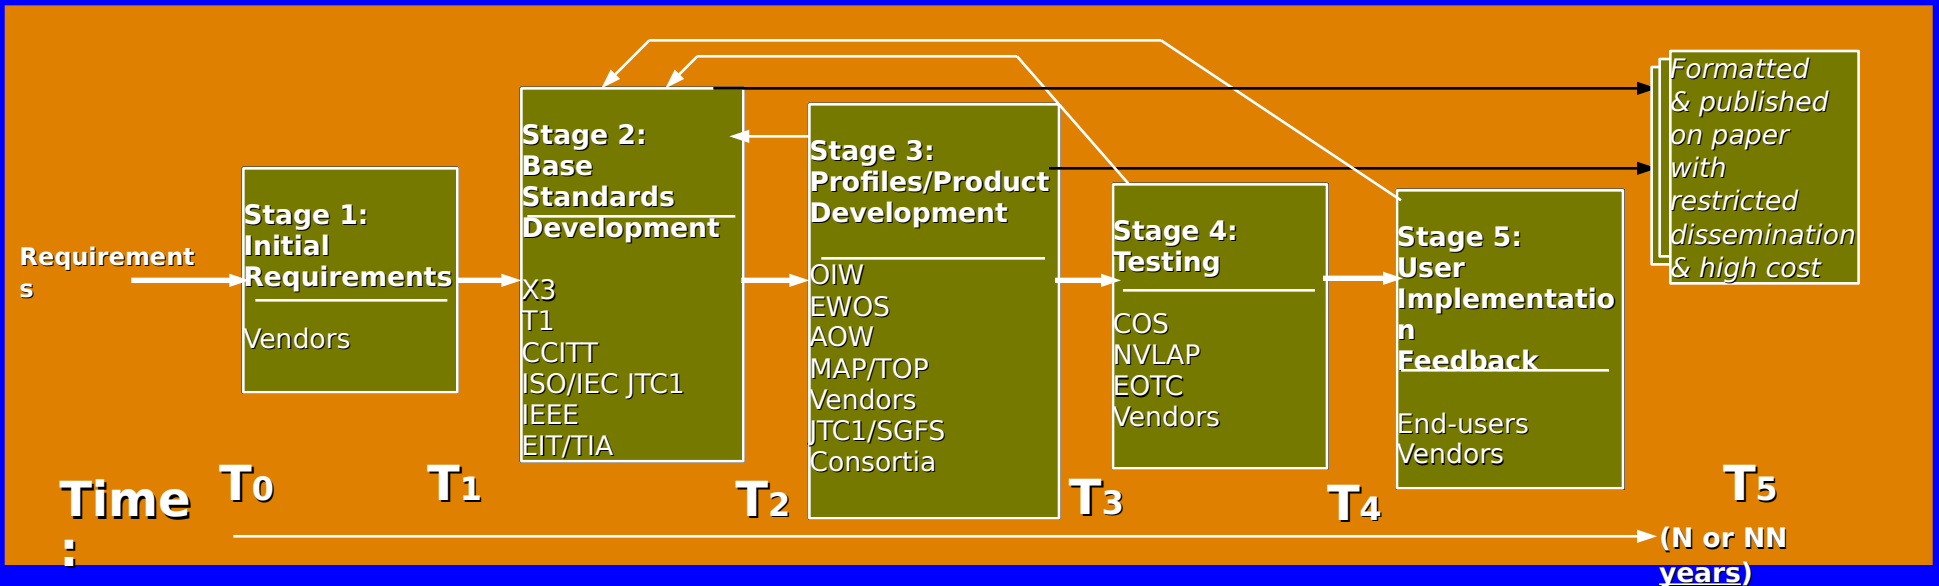 Requirement
s
Stage 1:
Initial
Requirements
Vendors
Stage 2:
Base
Standards
Development
X3
T1
CCITT
ISO/IEC JTC1
IEEE
EIT/TIA
Stage 3:
Profiles/Product
Development
OIW
EWOS
AOW
MAP/TOP
Vendors
JTC1/SGFS
Consortia
Stage 4:
Testing
COS
NVLAP
EOTC
Vendors
Stage 5:
User
Implementatio
n
Feedback
End-users
Vendors
Formatted
& published
on paper
with
restricted
dissemination
& high cost
Time
:
T0
T1
T2
T3
T4
T5
(N or NN
years)